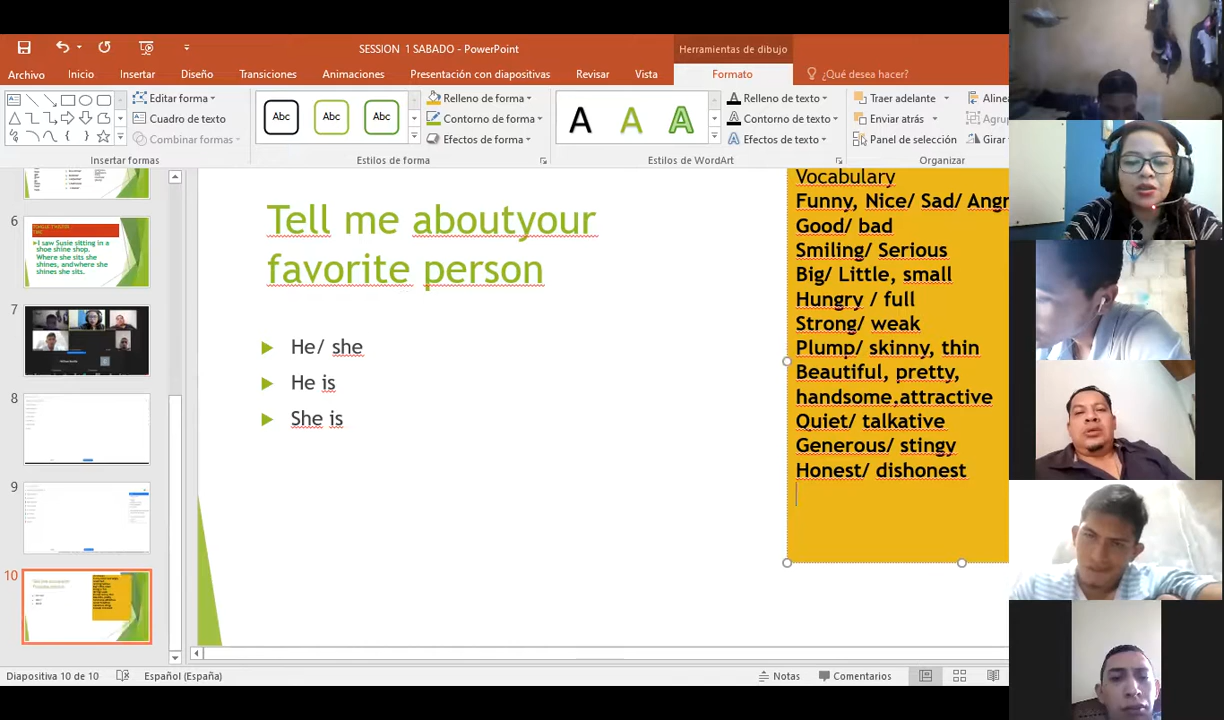 SESSION 1 SABADO - PowerPoint
Herramientas de dibujo
Archivo
Inicio
Insertar
Diseño
Transiciones
Animaciones
Presentación con diapositivas
Revisar
Vista
Formato
¿Qué desea hacer?
Editar forma
Cuadro de texto
Combinar formas
Insertar formas
Abc
Abc
Abc
Relleno de forma
Contorno de forma
Efectos de forma
Estilos de forma
A
A
A
Relleno de texto
Contorno de texto
Efectos de texto
Estilos de WordArt
Traer adelante
Enviar atrás
Panel de selección
Organizar
Alinea
Agrup
Girar
6
I saw Susie sitting in a
shoe shine shop.
Where she sits she
shines, andwhere she
shines she sits.
7
8
9
10
Tell me aboutyour
favorite person
He/ she
He is
She is
Vocabulary
Funny, Nice/ Sad/ Angr
Good/ bad
Smiling/ Serious
Big/ Little, small
Hungry / full
Strong/ weak
Plump/ skinny, thin
Beautiful, pretty,
handsome.attractive
Quiet/ talkative
Generous/ stingy
Honest/ dishonest
Diapositiva 10 de 10
Español (España)
Notas
Comentarios